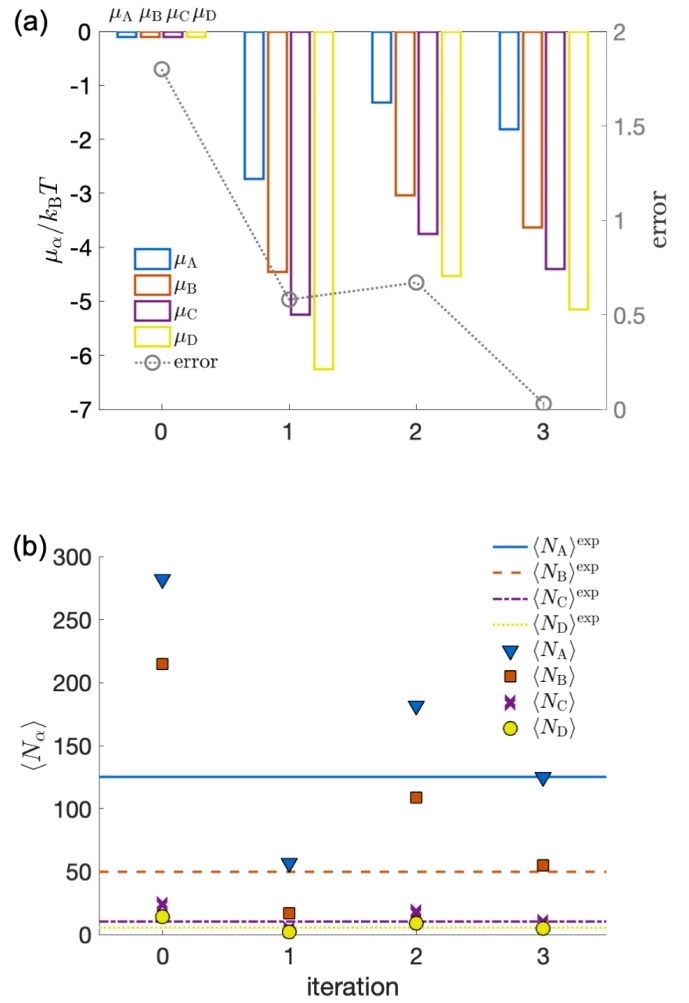 (a)
μA μB μC μD
0
-1
-2
-3
-4
-5
-6
-7
μα/kBT
2
1.5
1
0.5
0
error
μA
μB
μC
μD
error
0 1 2 3
(b)
300
250
200
150
100
50
0
⟨Nα⟩
⟨NA⟩exp
⟨NB⟩exp
⟨NC⟩exp
⟨ND⟩exp
⟨NA⟩
⟨NB⟩
⟨NC⟩
⟨ND⟩
0 1 2 3
iteration